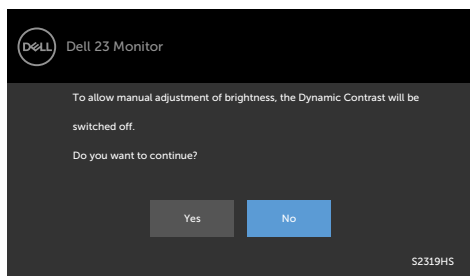 DELL Dell 23 Monitor
To allow manual adjustment of brightness, the Dynamic Contrast will be
switched off.
Do you want to continue?
Yes No
S2319HS